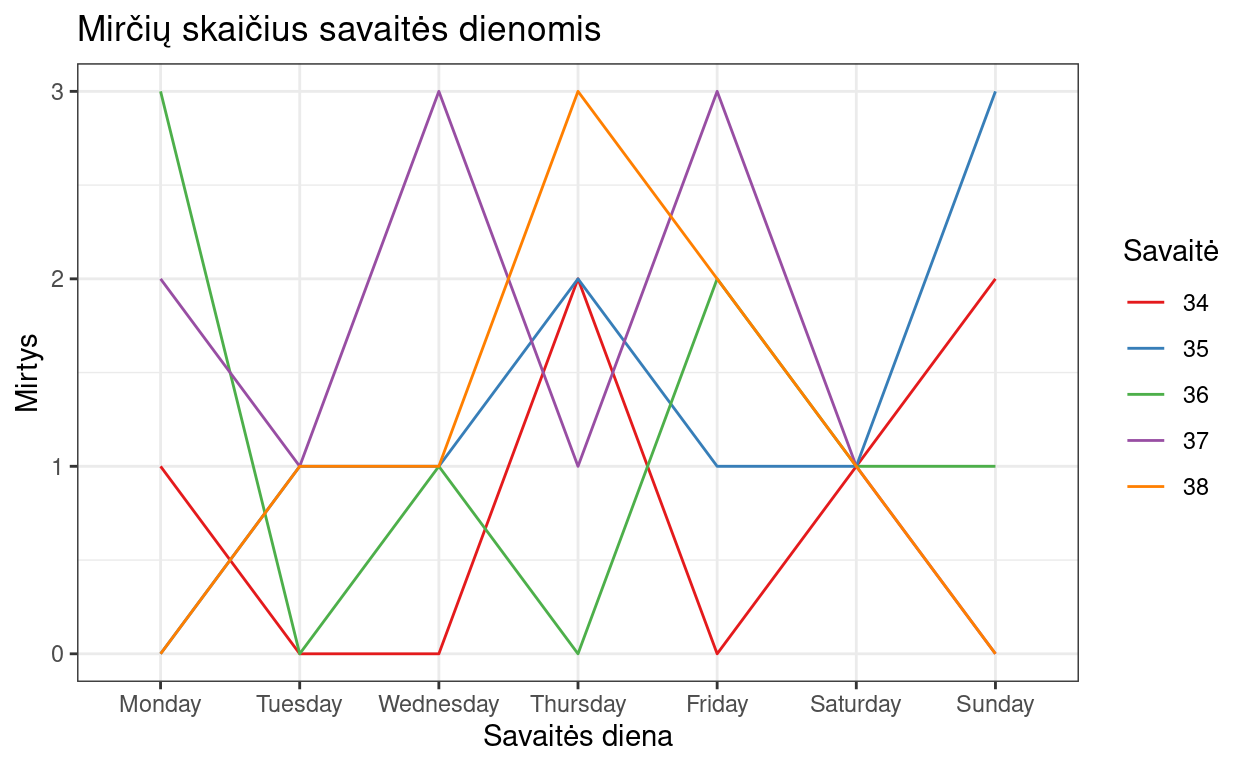 Mirčių skaičius savaitės dienomis
3
2
1
0
Mirtys
Monday Tuesday Wednesday Thursday Friday Saturday Sunday
Savaitės diena
Savaitė
34
35
36
37
38